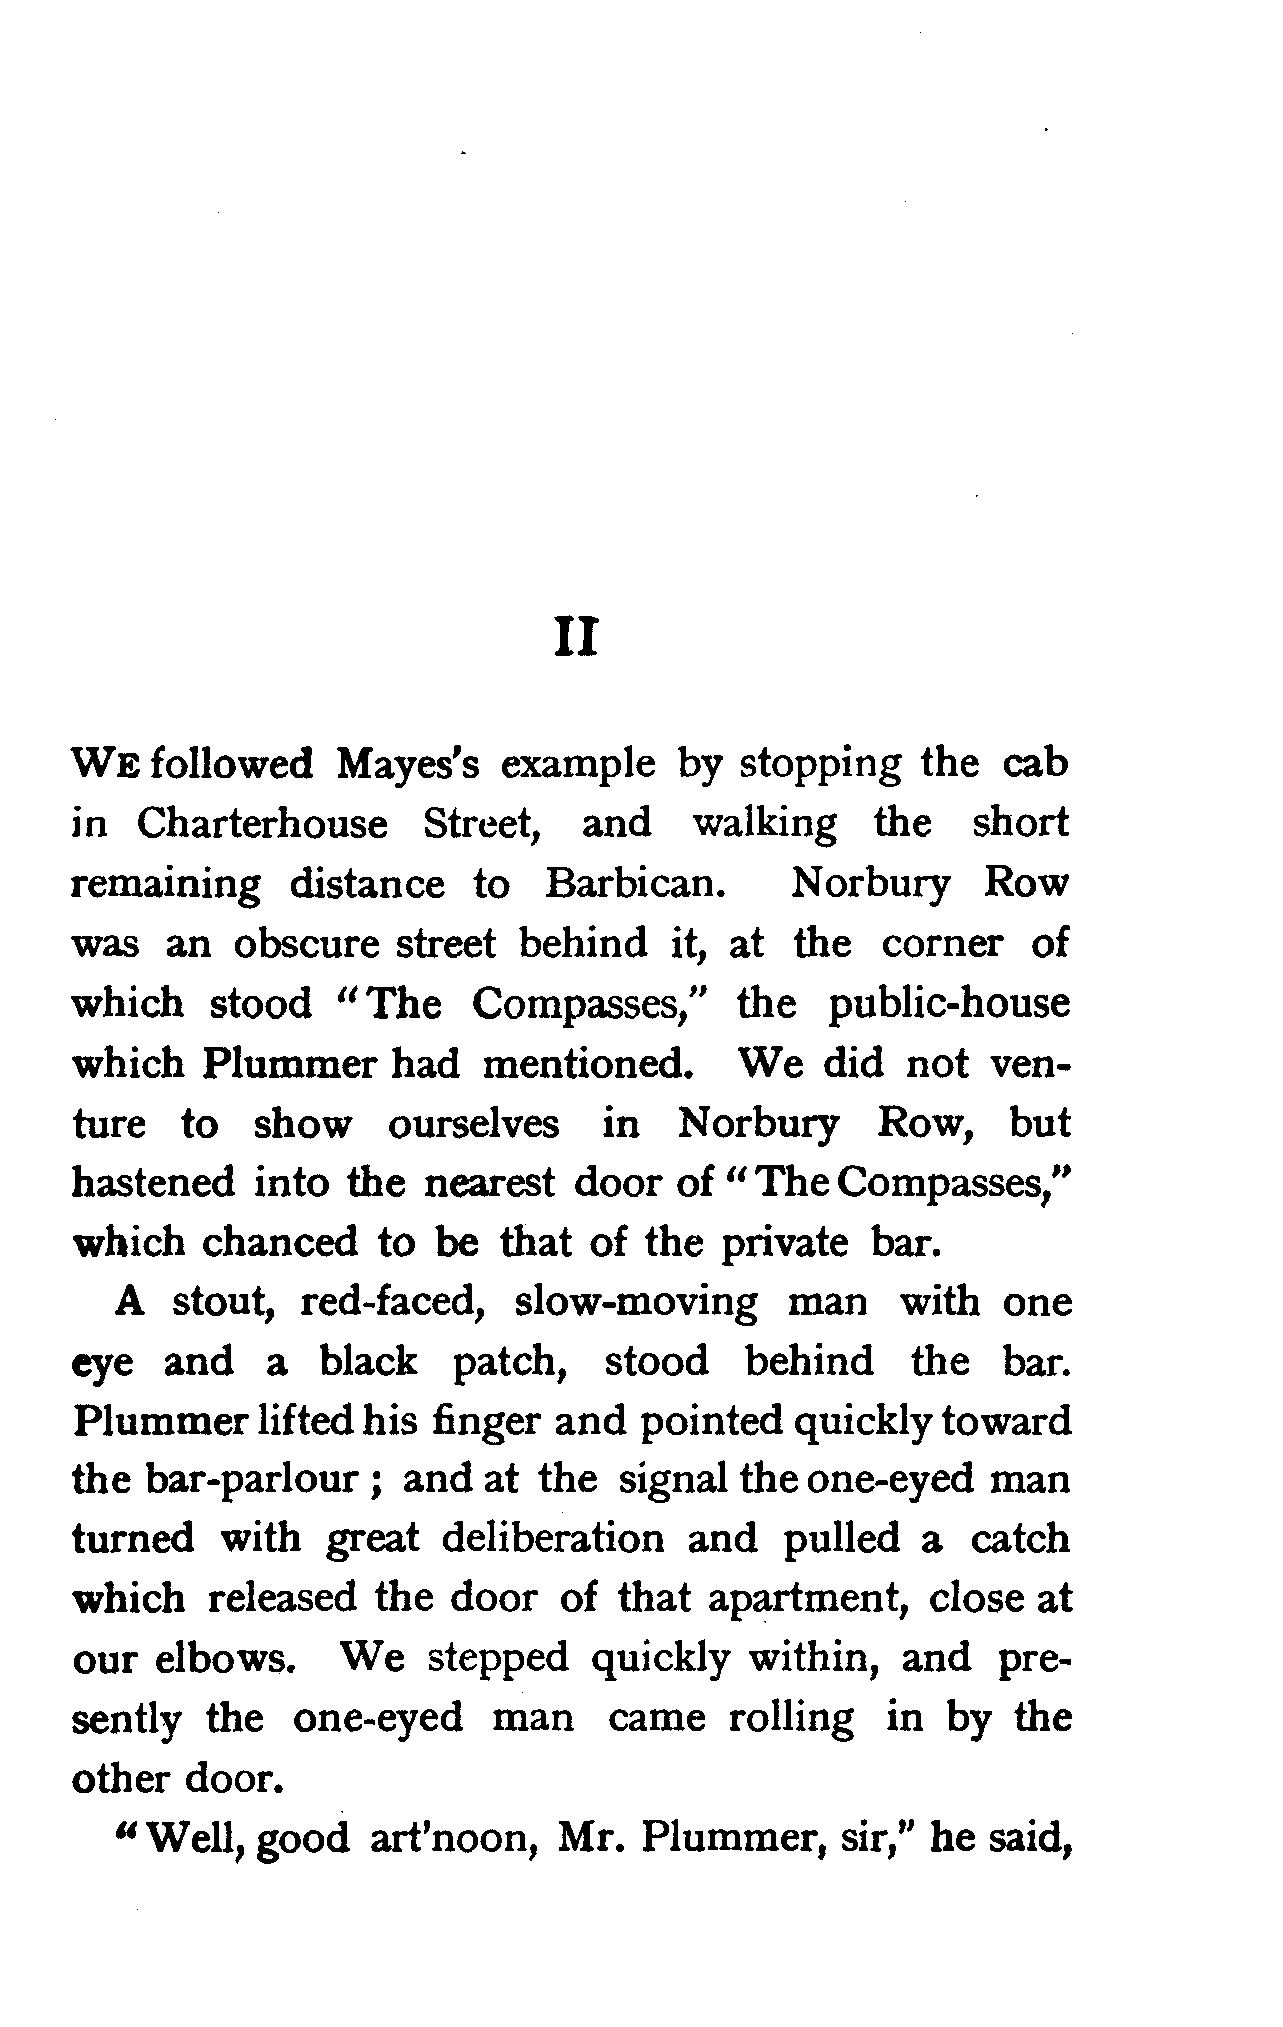 II
WE followed Mayes's example by stopping the cab
in Charterhouse Street, and walking the short
remaining distance to Barbican. Norbury Row
was an obscure street behind it, at the corner of
which stood "The Compasses," the public-house
which Plummer had mentioned. We did not ven-
ture to show ourselves in Norbury Row, but
hastened into the nearest door of "The Compasses,"
which chanced to be that of the private bar.
A stout, red-faced, slow-moving man with one
eye and a black patch, stood behind the bar.
Plummer lifted his finger and pointed quickly toward
the bar-parlour ; and at the signal the one-eyed man
turned with great deliberation and pulled a catch
which released the door of that apartment, close at
our elbows. We stepped quickly within, and pre-
sently the one-eyed man came rolling in by the
other door.
"Well, good art'noon, Mr. Plummer, sir," he said,